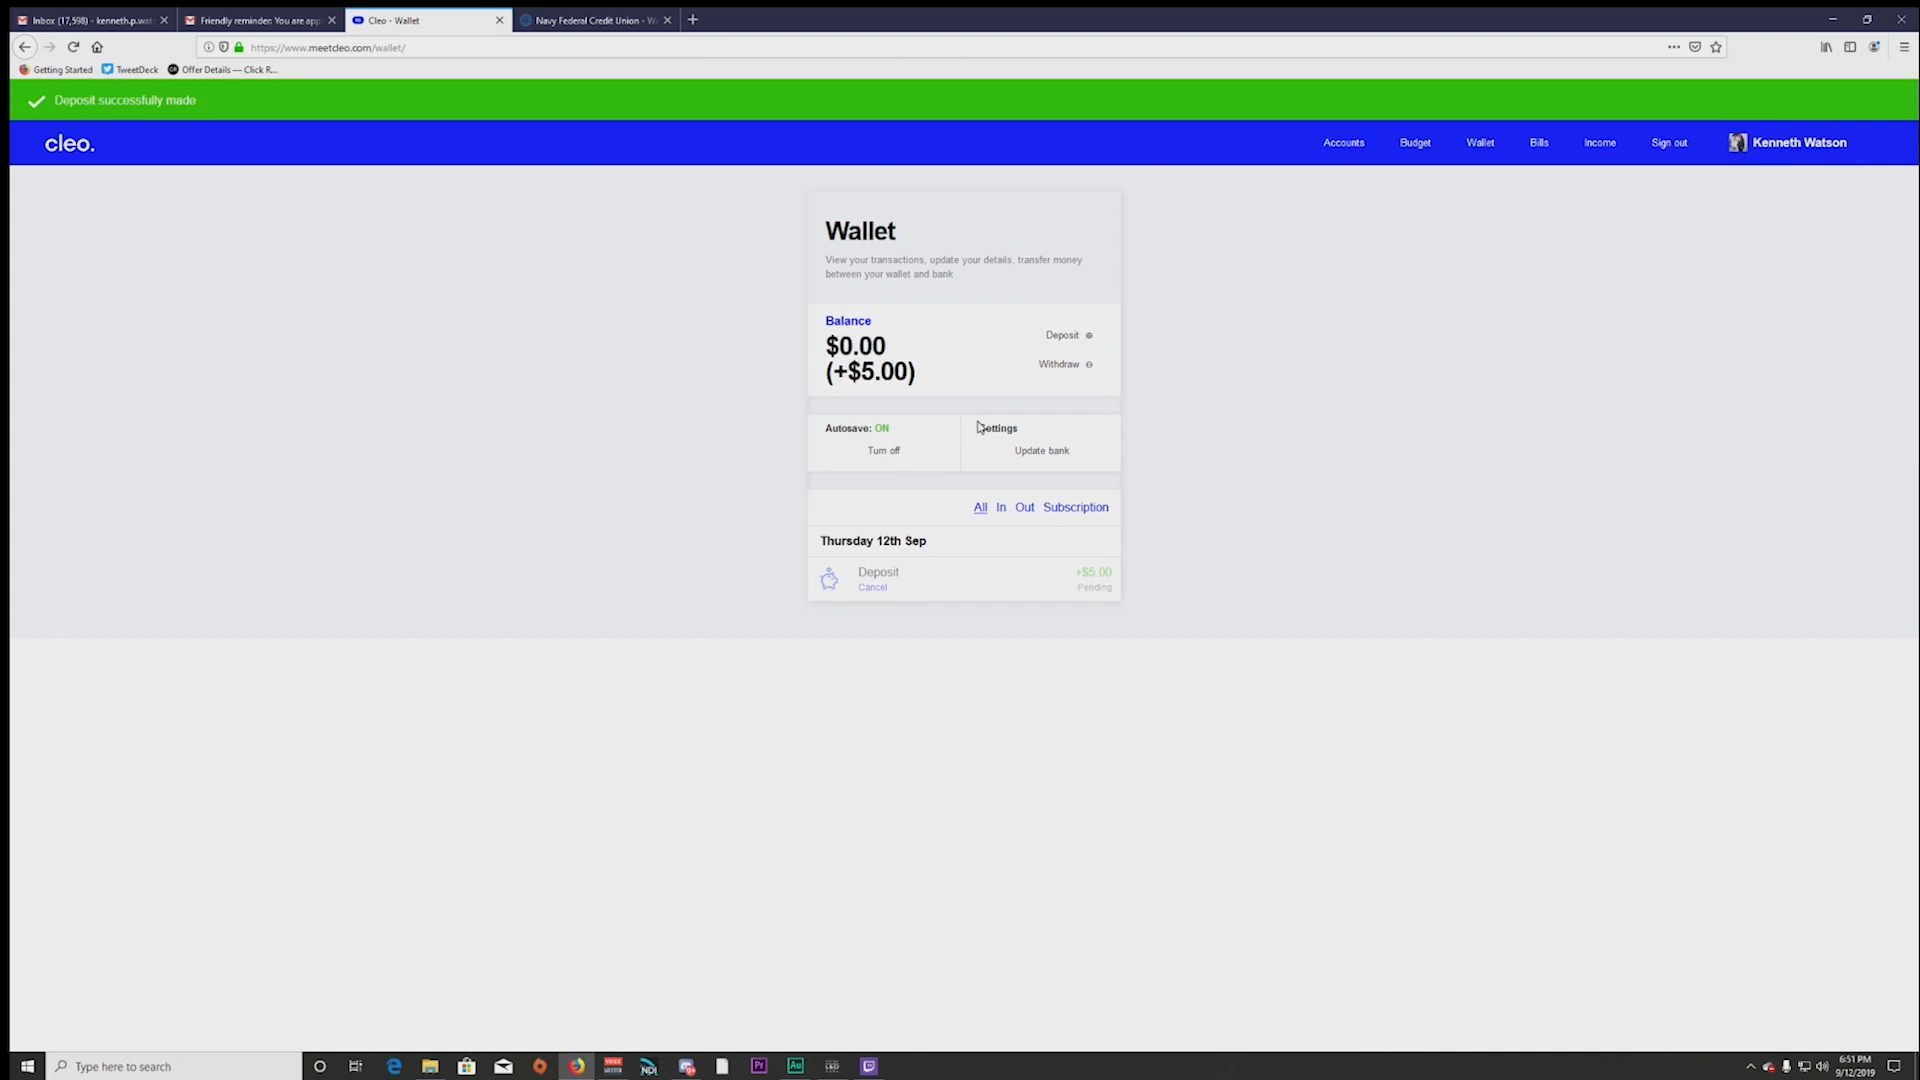 Inbox (17,598) - kenneth.p.wats
Friendly reminder: You are app
Cleo - Wallet
Navy Federal Credit Union - W
https://www.meetcleo.com/wallet/
Getting Started
TweetDeck
Offer Details — Click R...
Deposit successfully made
cleo.
Accounts
Budget
Wallet
Bills
Income
Sign out
Kenneth Watson
Wallet
View your transactions, update your details, transfer money
between your wallet and bank
Balance
$0.00
(+$5.00)
Deposit
Withdraw
Autosave: ON
Turn off
Settings
Update bank
All In Out Subscription
Thursday 12th Sep
Deposit
+$5.00
Cancel
Pending
Type here to search
NDI
Pr
Au
6:51 PM
9/12/2019